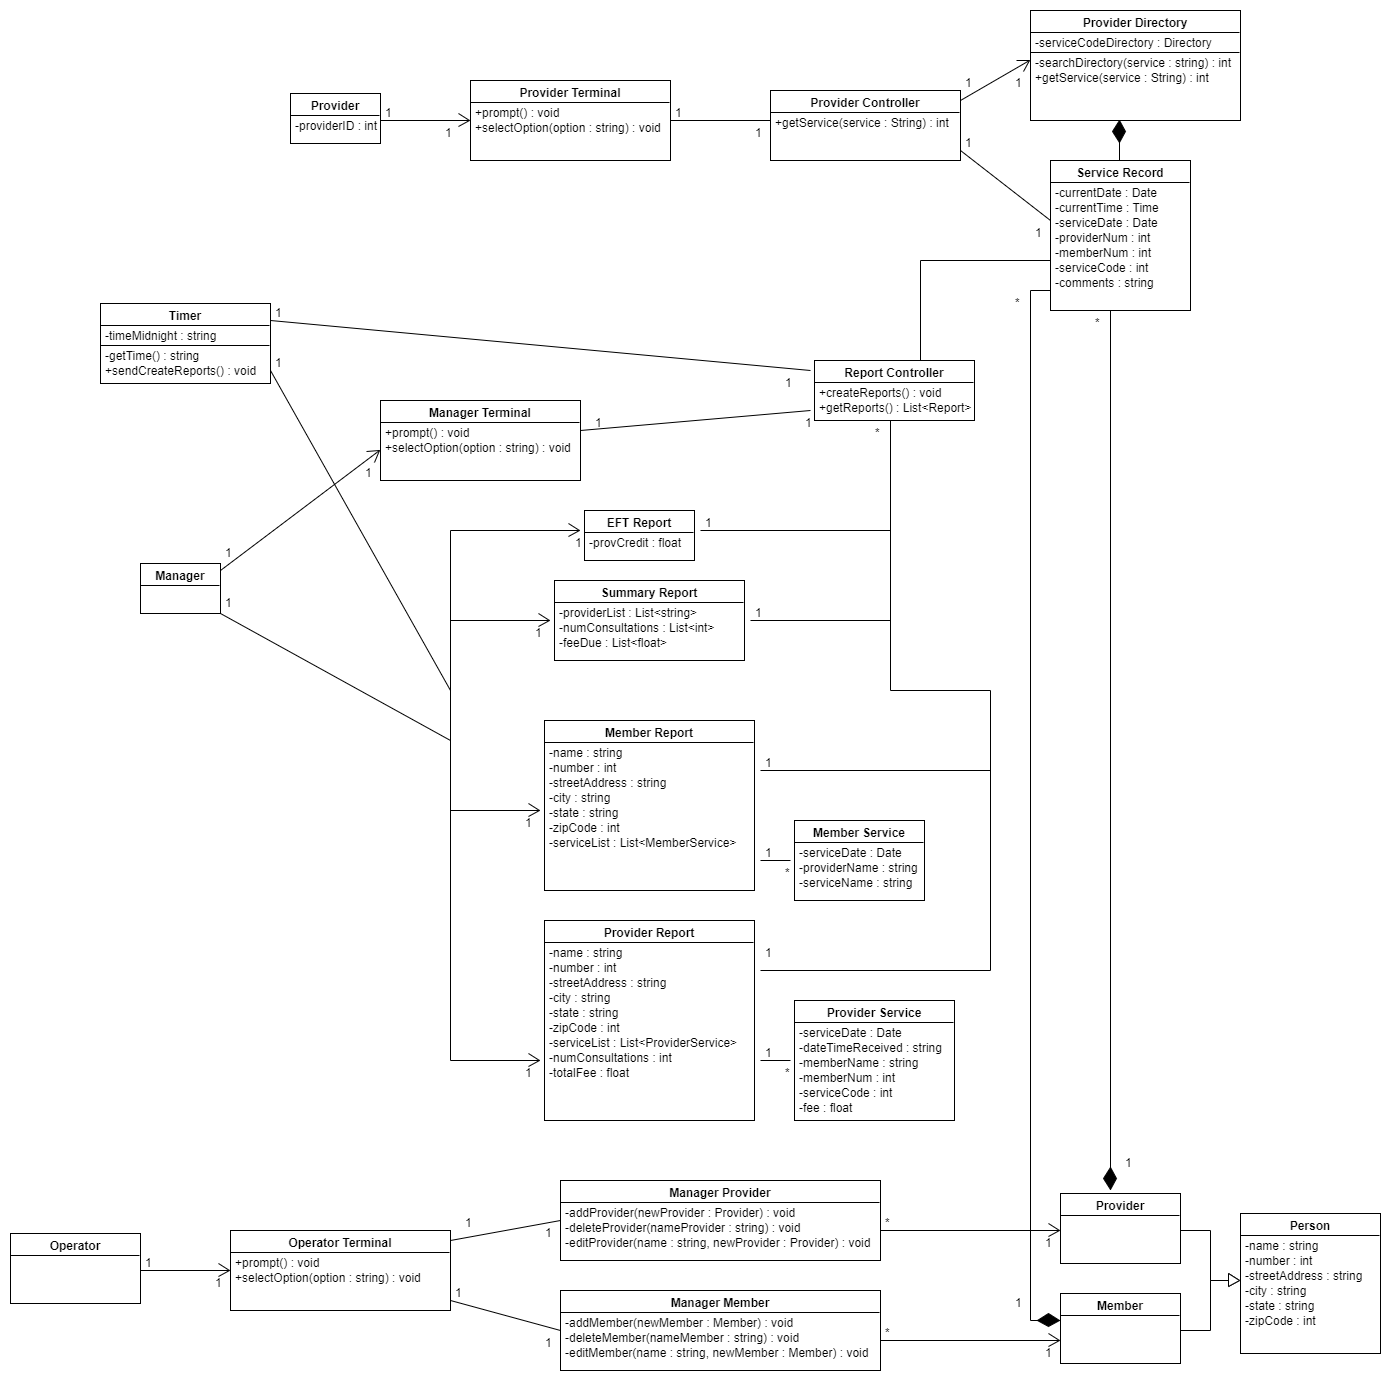 Provider Directory
-serviceCodeDirectory : Directory
-searchDirectory(service : string) : int
+getService(service : String) : int
Provider
-providerID : int
1
1
Provider Terminal
+prompt() : void
+selectOption(option : string) : void
1
1
Provider Controller
+getService(service : String) : int
1
1
1
1
Service Record
-currentDate : Date
-currentTime : Time
-serviceDate : Date
-providerNum : int
-memberNum : int
-serviceCode : int
-comments : string
*
*
Timer
-timeMidnight : string
-getTime() : string
+sendCreateReports() : void
1
1
1
Report Controller
+createReports() : void
+getReports() : List<Report>
*
Manager Terminal
+prompt() : void
+selectOption(option : string) : void
1
1
1
Manager
1
1
EFT Report
-provCredit : float
1
1
Summary Report
-providerList : List<string>
-numConsultations : List<int>
-feeDue : List<float>
1
1
Member Report
-name : string
-number : int
-streetAddress : string
-city : string
-state : string
-zipCode : int
-serviceList : List<MemberService>
1
1
1
*
Member Service
-serviceDate : Date
-providerName : string
-serviceName : string
Provider Report
-name : string
-number : int
-streetAddress : string
-city : string
-state : string
-zipCode : int
-serviceList : List<ProviderService>
-numConsultations : int
-totalFee : float
1
1
1
*
Provider Service
-serviceDate : Date
-dateTimeReceived : string
-memberName : string
-memberNum : int
-serviceCode : int
-fee : float
Operator
1
1
Operator Terminal
+prompt() : void
+selectOption(option : string) : void
1
1
1
1
Manager Provider
-addProvider(newProvider : Provider) : void
-deleteProvider(nameProvider : string) : void
-editProvider(name : string, newProvider : Provider) : void
*
1
Manager Member
-addMember(newMember : Member) : void
-deleteMember(nameMember : string) : void
-editMember(name : string, newMember : Member) : void
*
1
1
Provider
1
Member
Person
-name : string
-number : int
-streetAddress : string
-city : string
-state : string
-zipCode : int